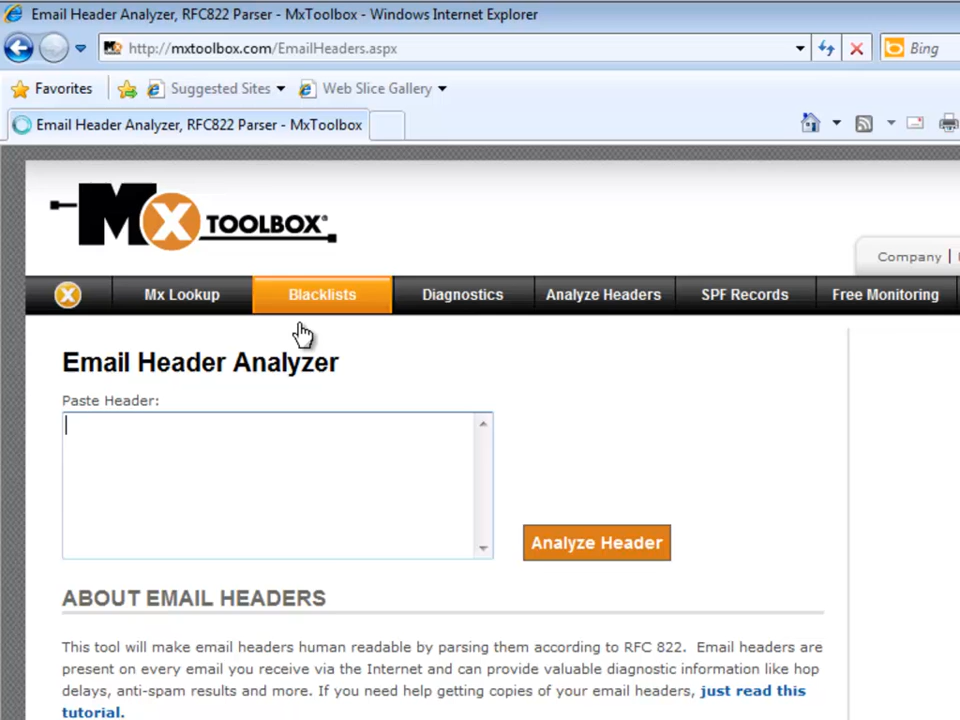 Email Header Analyzer, RFC822 Parser - MxToolbox - Windows Internet Explorer
http://mxtoolbox.com/EmailHeaders.aspx
Bing
Favorites
Suggested Sites
Web Slice Gallery
Email Header Analyzer, RFC822 Parser - MxToolbox
Mx TOOLBOX®
Company |
X
Mx Lookup
Blacklists
Diagnostics
Analyze Headers
SPF Records
Free Monitoring
Email Header Analyzer
Paste Header:
Analyze Header
ABOUT EMAIL HEADERS
This tool will make email headers human readable by parsing them according to RFC 822. Email headers are
present on every email you receive via the Internet and can provide valuable diagnostic information like hop
delays, anti-spam results and more. If you need help getting copies of your email headers, just read this
tutorial.